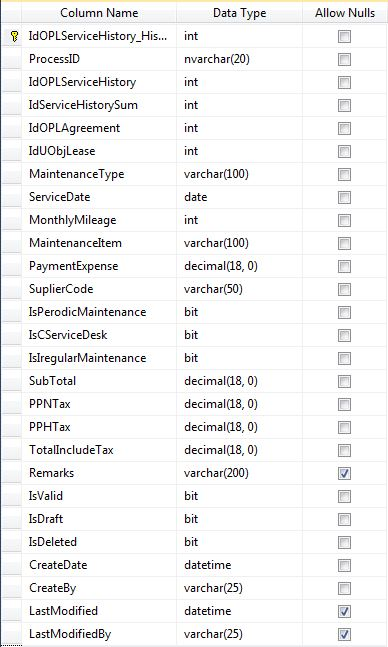 Column Name Data Type Allow Nulls
IdOPLServiceHistory_His... int
ProcessID nvarchar(20)
IdOPLServiceHistory int
IdServiceHistorySum int
IdOPLAgreement int
IdUObjLease int
MaintenanceType varchar(100)
ServiceDate date
MonthlyMileage int
MaintenanceItem varchar(100)
PaymentExpense decimal(18, 0)
SuplierCode varchar(50)
IsPerodicMaintenance bit
IsCServiceDesk bit
IsIregularMaintenance bit
SubTotal decimal(18, 0)
PPNTax decimal(18, 0)
PPHTax decimal(18, 0)
TotalIncludeTax decimal(18, 0)
Remarks varchar(200)
IsValid bit
IsDraft bit
IsDeleted bit
CreateDate datetime
CreateBy varchar(25)
LastModified datetime
LastModifiedBy varchar(25)